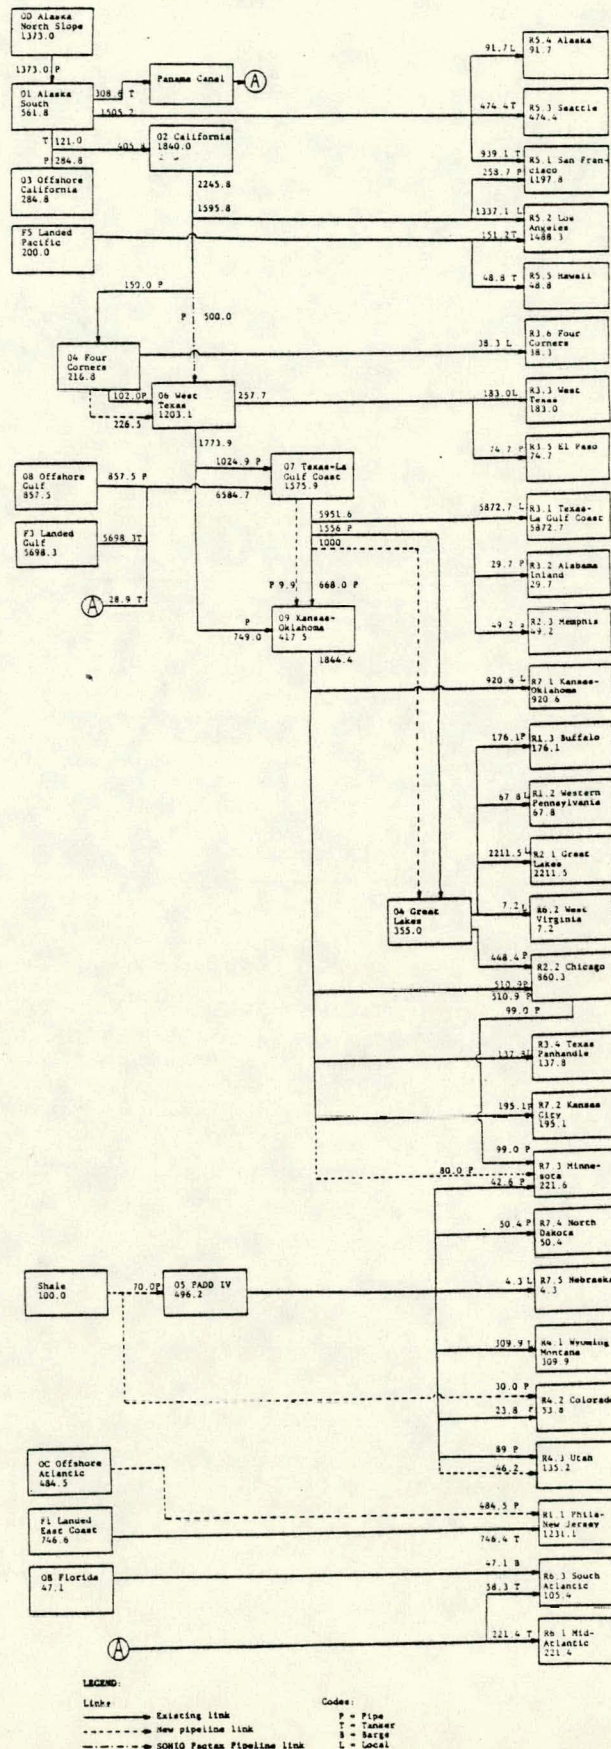 OD Alaska
North Slope
1373.0
1373.0 P
01 Alaska
South
561.8
308.6 T
1505.2
Panama Canal
A
T 121.0
P 284.8
405.8
02 California
1840.0
03 Offshore
California
284.8
2245.8
1595.8
F5 Landed
Pacific
200.0
91.7 L
R5.4 Alaska
91.7
474.4 T
R5.3 Seattle
474.4
939.1 T
258.7 P
R5.1 San Fran-
cisco
1197.8
1337.1 L
151.2 T
R5.2 Los
Angeles
1488.3
48.8 T
R5.5 Hawaii
48.8
150.0 P
P 500.0
04 Four
Corners
216.8
38.3 L
R3.6 Four
Corners
38.3
102.0P
226.5
06 West
Texas
1203.1
257.7
183.0L
R3.3 West
Texas
183.0
74.7 P
R3.5 El Paso
74.7
1773.9
1024.9 P
08 Offshore
Gulf
857.5
857.5 P
6584.7
07 Texas-La
Gulf Coast
1575.9
F3 Landed
Gulf
5698.3
5698.3T
A
28.9 T
5951.6
1556 P
1000
5872.7 L
R3.1 Texas-
La Gulf Coast
5872.7
29.7 P
R3.2 Alabama
Inland
29.7
49.2
R2.3 Memphis
49.2
P 9.9
668.0 P
P
749.0
09 Kansas-
Oklahoma
417.5
1844.4
920.6 L
R7.1 Kansas-
Oklahoma
920.6
176.1P
R1.3 Buffalo
176.1
67.8 L
R1.2 Western
Pennsylvania
67.8
2211.5 L
R2.1 Great
Lakes
2211.5
04 Great
Lakes
355.0
7.2L
R6.2 West
Virginia
7.2
448.4 P
510.9P
510.9 P
R2.2 Chicago
860.3
99.0 P
137.8L
R3.4 Texas
Panhandle
137.8
195.1P
R7.2 Kansas
City
195.1
99.0 P
80.0 P
42.6 P
R7.3 Minne-
sota
221.6
50.4 P
R7.4 North
Dakota
50.4
Shale
100.0
70.0P
05 PADD IV
496.2
4.3 L
R7.5 Nebraska
4.3
309.9 L
R4.1 Wyoming
Montana
309.9
30.0 P
23.8 P
R4.2 Colorado
53.8
89 P
46.2
R4.3 Utah
135.2
OC Offshore
Atlantic
484.5
484.5 P
F1 Landed
East Coast
746.6
746.4 T
R1.1 Phila-
New Jersey
1231.1
OB Florida
47.1
47.1 B
58.3 T
R6.3 South
Atlantic
105.4
A
221.4 T
R6.1 Mid-
Atlantic
221.4
LEGEND:
Links
Existing link
New pipeline link
SOHIO Pactex Pipeline link
Codes:
P = Pipe
T = Tanker
B = Barge
L = Local